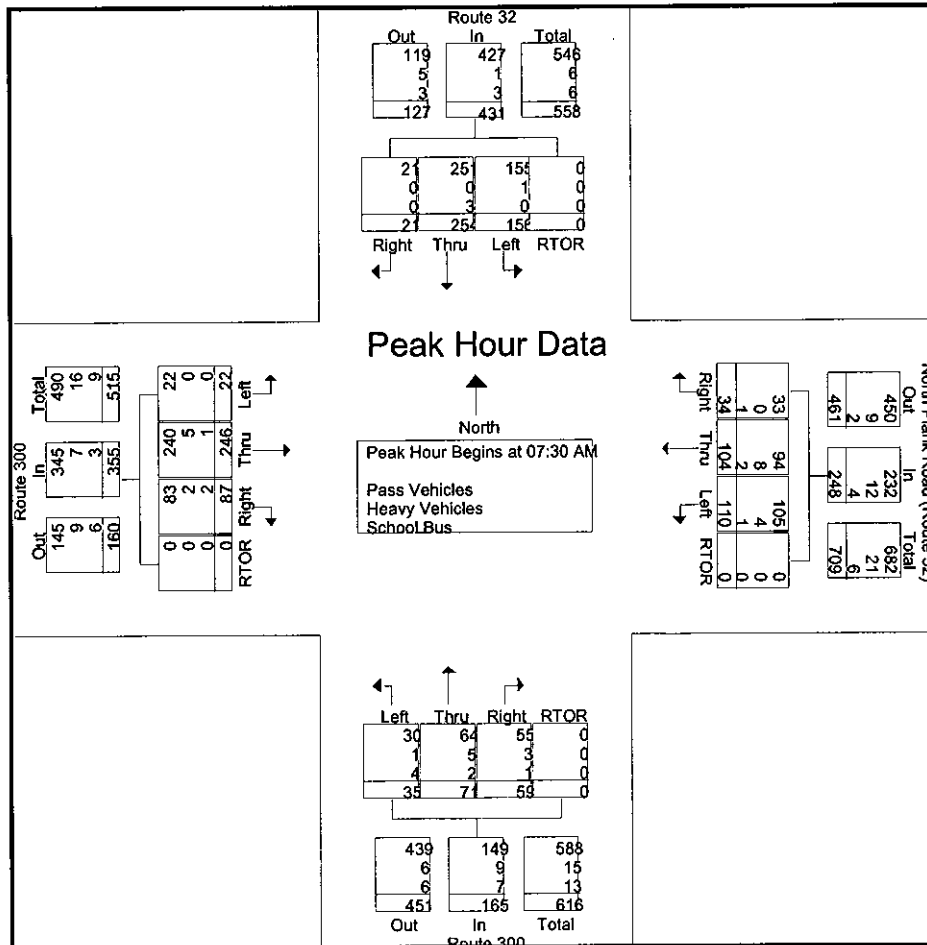 Route 32
Out In Total
119 427 546
5 1 6
3 3 6
127 431 558
21 251 155 0
0 0 1 0
0 3 0 0
21 254 156 0
Right Thru Left RTOR
Peak Hour Data
North
Peak Hour Begins at 07:30 AM
Pass Vehicles
Heavy Vehicles
School Bus
Route 300
Total In Out
490 345 145
16 7 9
9 3 6
515 355 160
22 240 83 0
0 5 2 0
0 1 2 0
22 246 87 0
Left Thru Right RTOR
Right Thru Left RTOR
34 104 110 0
1 2 1 0
0 8 4 0
33 94 105 0
Out In Total
450 232 682
9 12 21
2 4 6
461 248 709
North Plank Road (Route 32)
Left Thru Right RTOR
30 64 55 0
1 5 3 0
4 2 1 0
35 71 59 0
439 149 588
6 9 15
6 7 13
451 165 616
Out In Total
Route 300